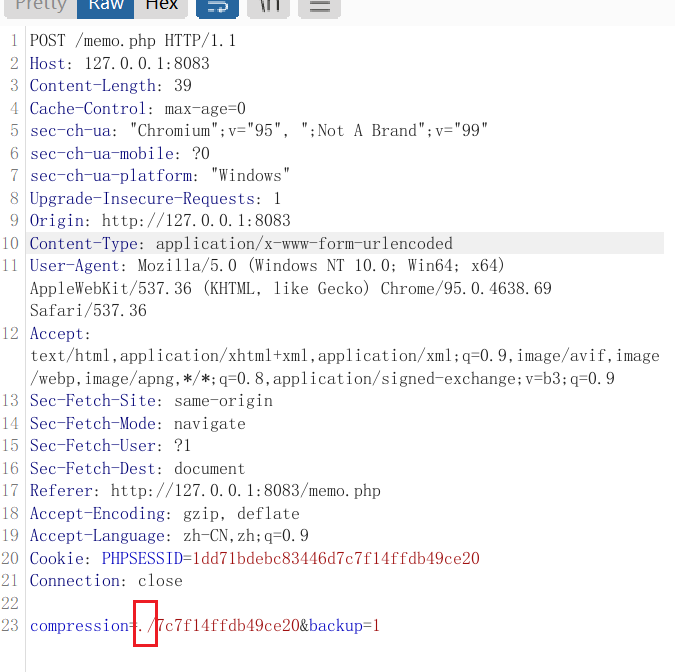 Pretty Raw Hex \n
1 POST /memo.php HTTP/1.1
2 Host: 127.0.0.1:8083
3 Content-Length: 39
4 Cache-Control: max-age=0
5 sec-ch-ua: "Chromium";v="95", ";Not A Brand";v="99"
6 sec-ch-ua-mobile: ?0
7 sec-ch-ua-platform: "Windows"
8 Upgrade-Insecure-Requests: 1
9 Origin: http://127.0.0.1:8083
10 Content-Type: application/x-www-form-urlencoded
11 User-Agent: Mozilla/5.0 (Windows NT 10.0; Win64; x64)
AppleWebKit/537.36 (KHTML, like Gecko) Chrome/95.0.4638.69
Safari/537.36
12 Accept:
text/html,application/xhtml+xml,application/xml;q=0.9,image/avif,image
/webp,image/apng,*/*;q=0.8,application/signed-exchange;v=b3;q=0.9
13 Sec-Fetch-Site: same-origin
14 Sec-Fetch-Mode: navigate
15 Sec-Fetch-User: ?1
16 Sec-Fetch-Dest: document
17 Referer: http://127.0.0.1:8083/memo.php
18 Accept-Encoding: gzip, deflate
19 Accept-Language: zh-CN,zh;q=0.9
20 Cookie: PHPSESSID=1dd71bdebc83446d7c7f14ffdb49ce20
21 Connection: close
22
23 compression=./7c7f14ffdb49ce20&backup=1